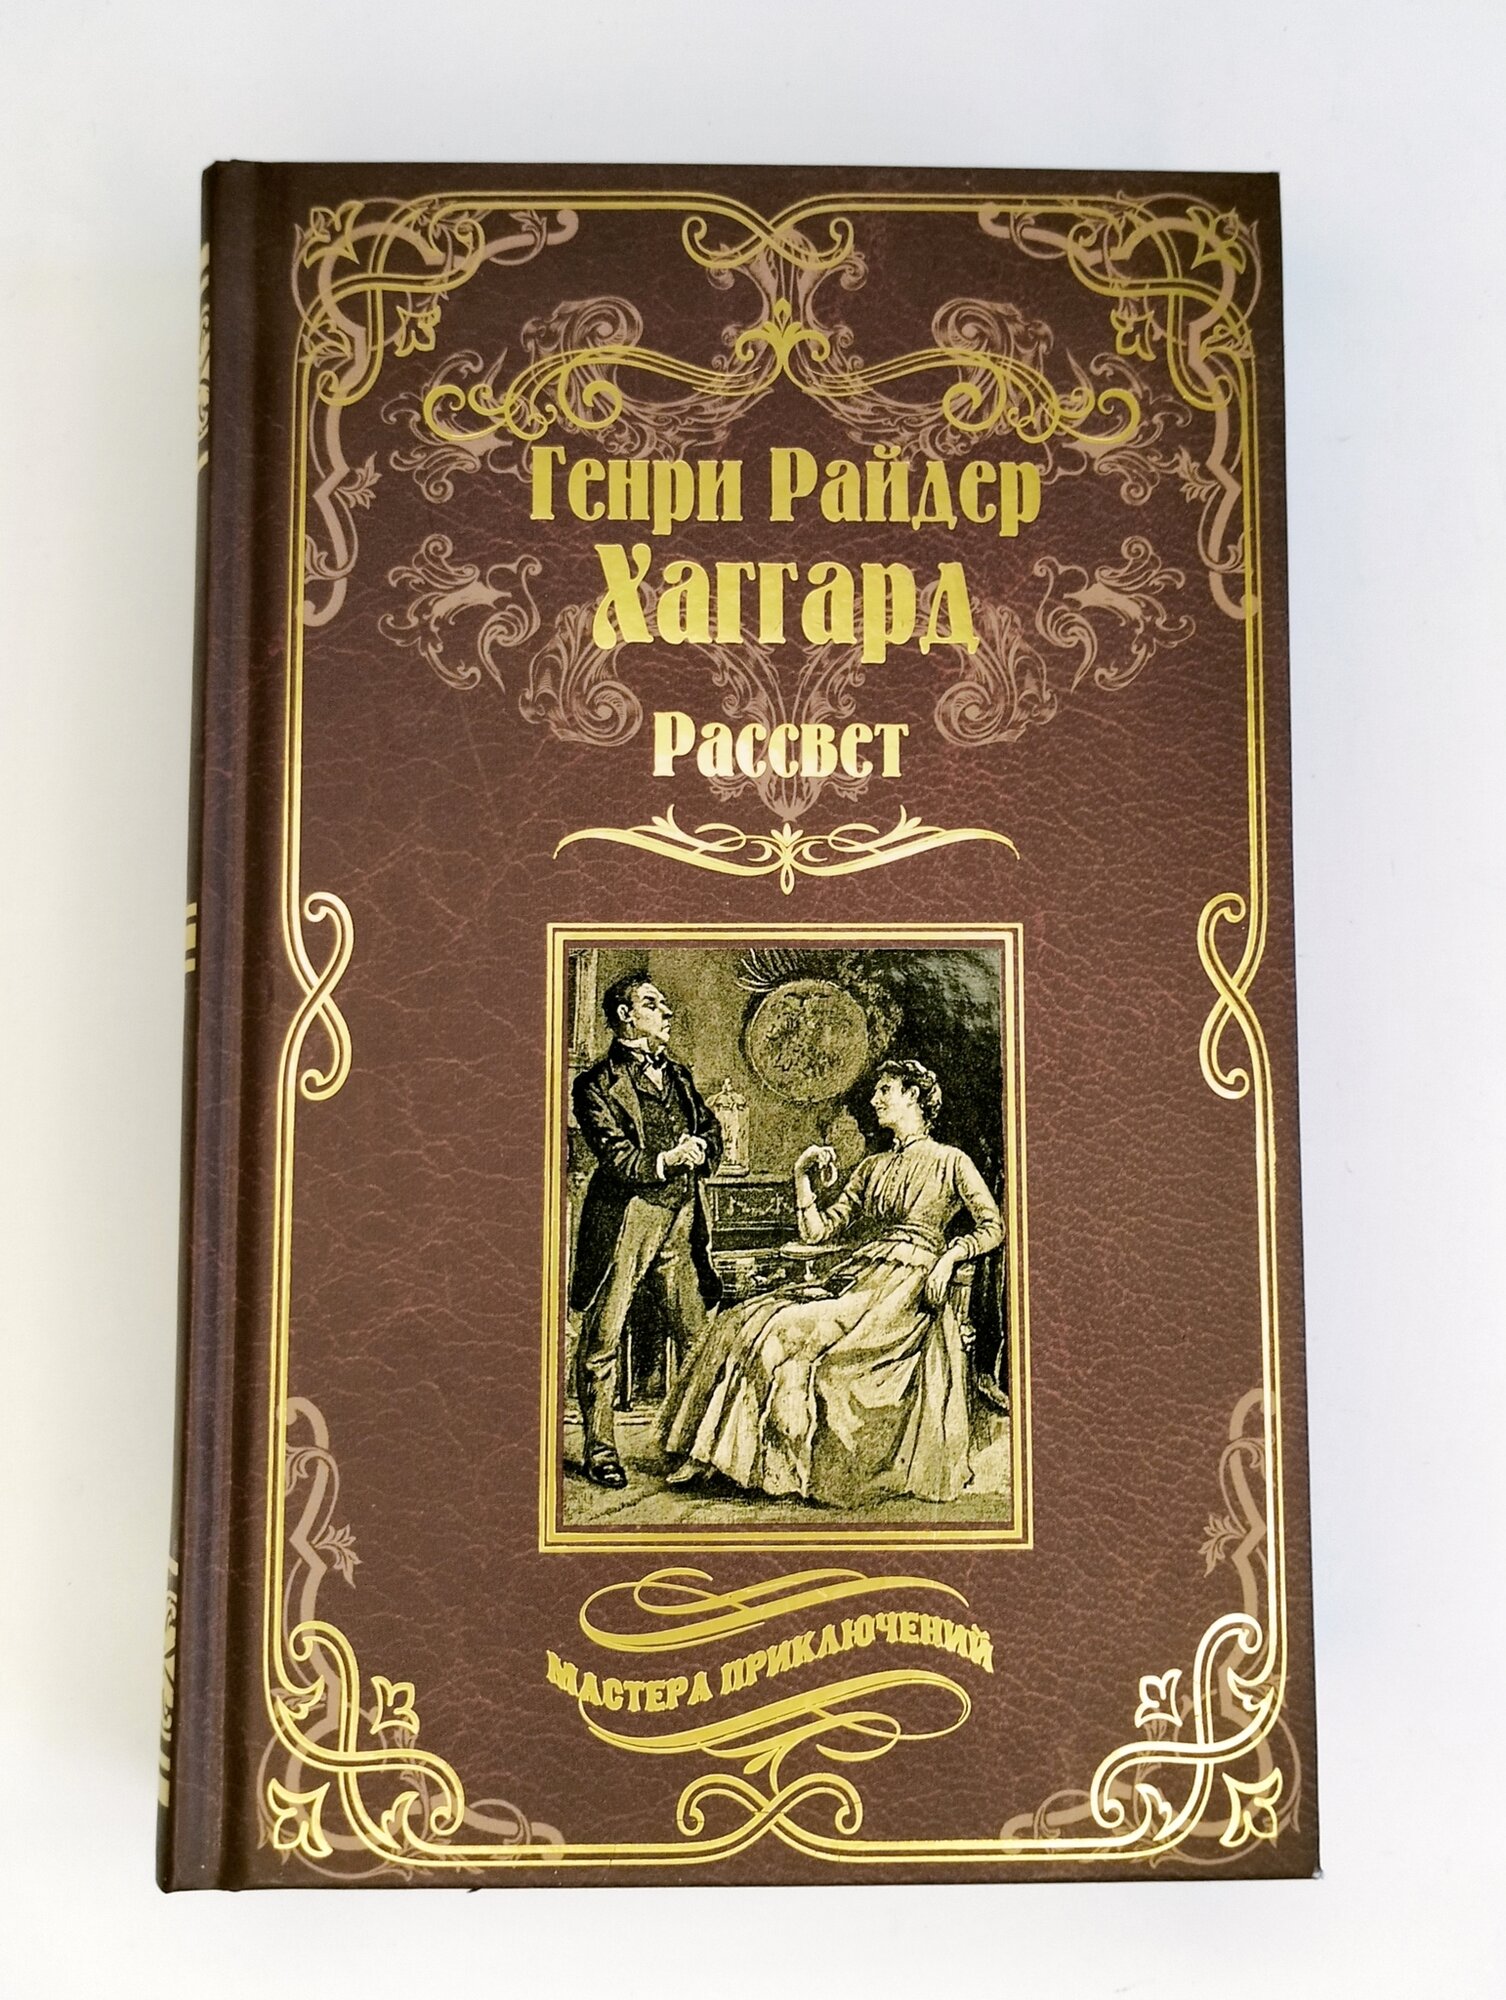 Генри Райдер
Хаггард
Рассвет
МАСТЕРА ПРИКЛЮЧЕНИЙ